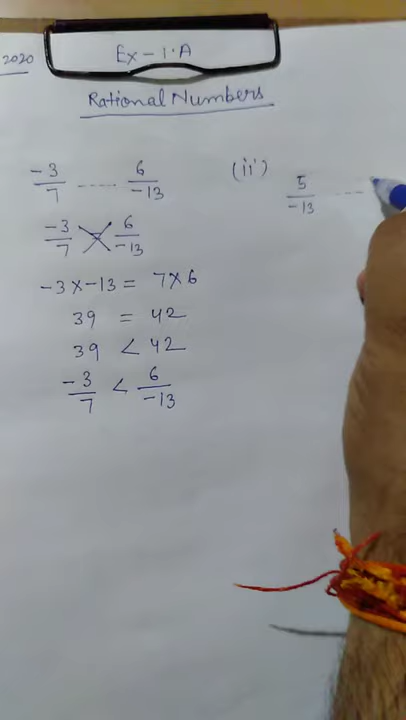 2020
Ex-1.A
Rational Numbers
-3/7 ..... 6/-13
-3/7 6/-13
-3 x -13 = 7 x 6
39 = 42
39 < 42
-3/7 < 6/-13
(ii)
5/-13 ----